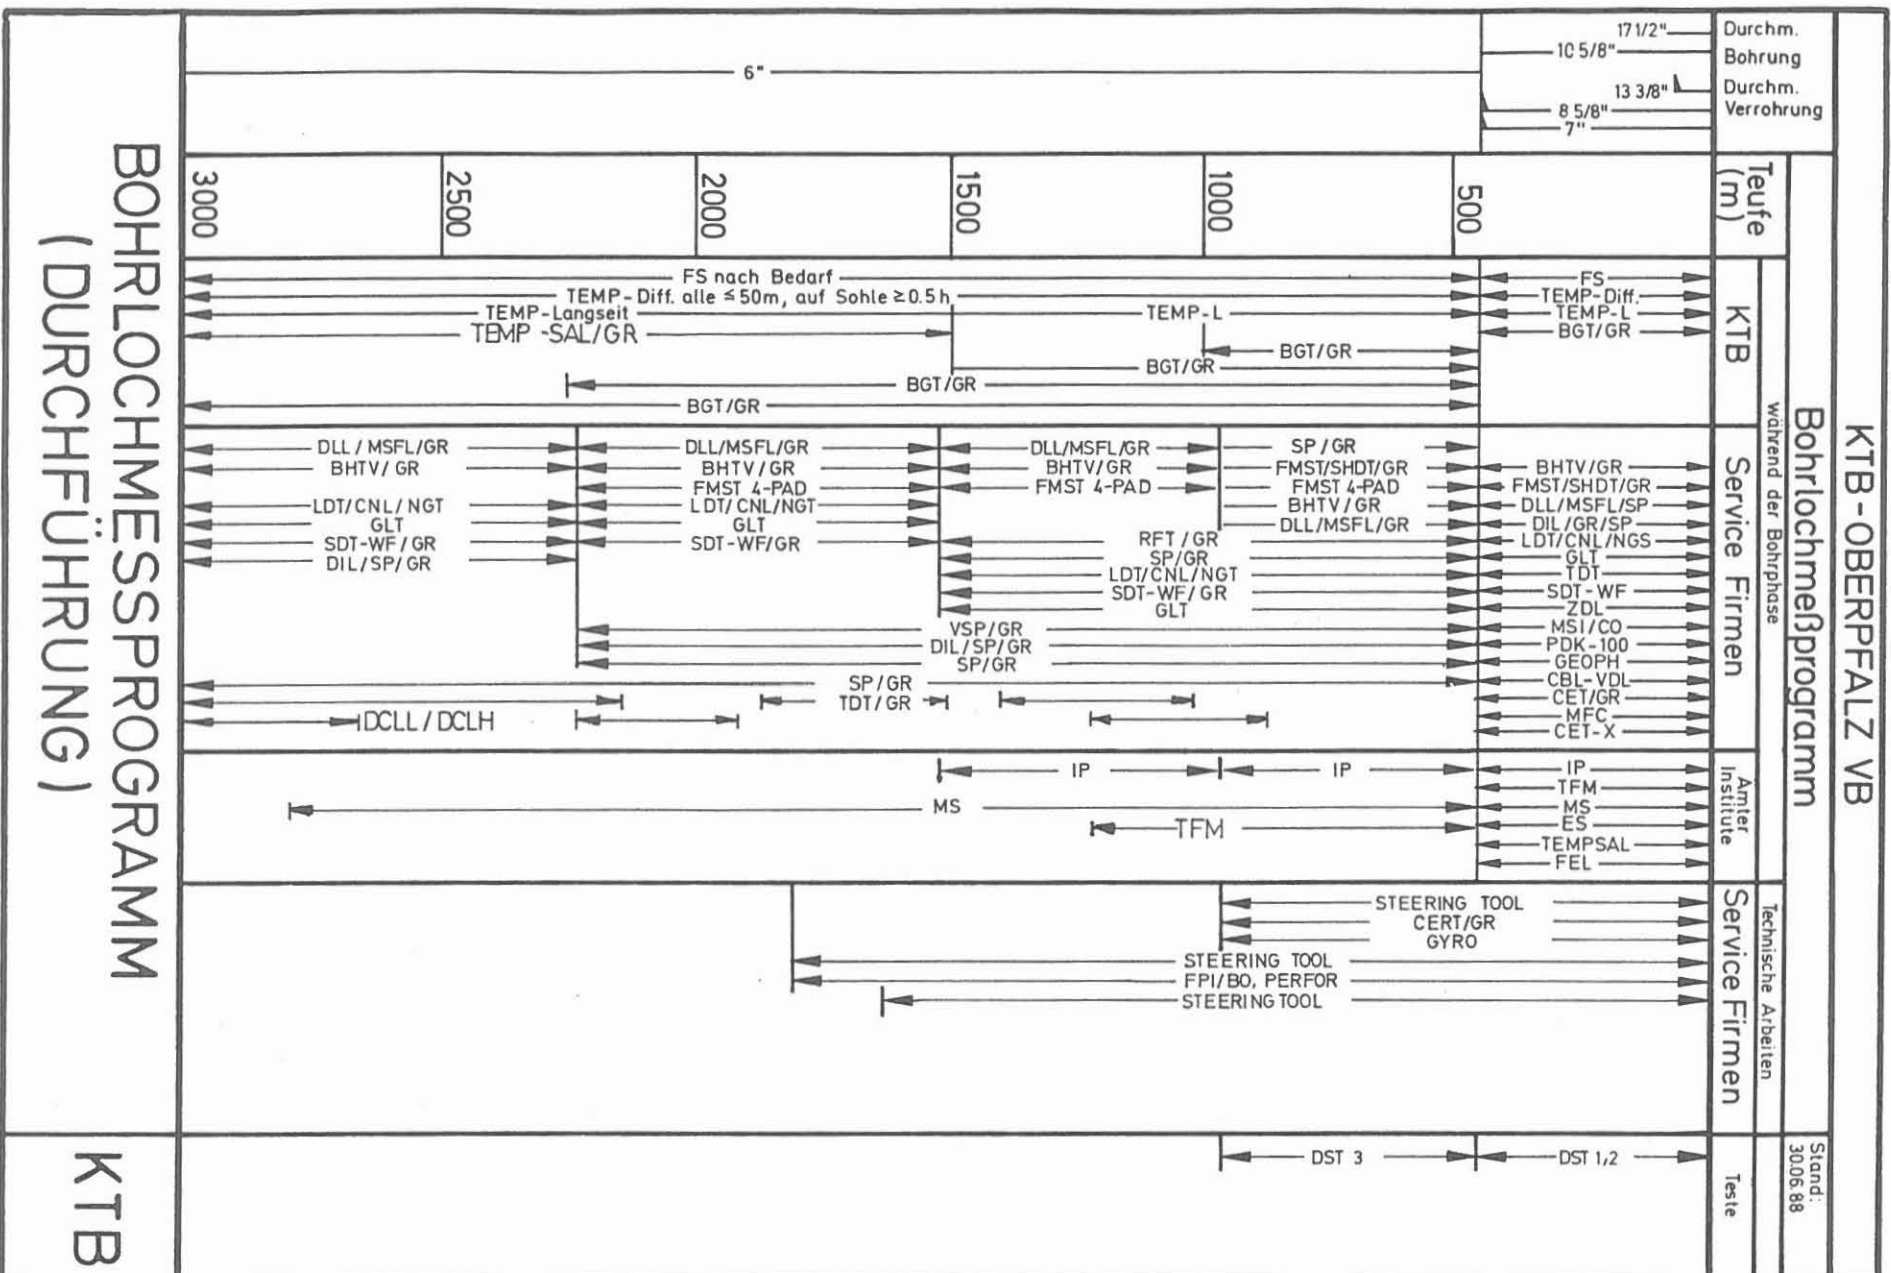 KTB-OBERPFALZ VB
Bohrlochmeßprogramm
Stand:
30.06.88
während der Bohrphase
Technische Arbeiten
Durchm.
Bohrung
Durchm.
Verrohrung
Teufe
(m)
KTB
Service Firmen
Ämter
Institute
Service Firmen
Teste
17 1/2"
10 5/8"
6"
13 3/8"
8 5/8"
7"
500
1000
1500
2000
2500
3000
FS nach Bedarf
FS
TEMP-Diff. alle ≤ 50m, auf Sohle ≥ 0.5 h
TEMP-Diff.
TEMP-Langseit
TEMP-L
TEMP-L
TEMP-SAL/GR
BGT/GR
BGT/GR
BGT/GR
BGT/GR
BGT/GR
DLL/MSFL/GR
DLL/MSFL/GR
DLL/MSFL/GR
SP/GR
BHTV/GR
BHTV/GR
BHTV/GR
FMST/SHDT/GR
BHTV/GR
FMST 4-PAD
FMST 4-PAD
FMST 4-PAD
FMST/SHDT/GR
LDT/CNL/NGT
LDT/CNL/NGT
BHTV/GR
DLL/MSFL/SP
GLT
GLT
DLL/MSFL/GR
DIL/GR/SP
SDT-WF/GR
SDT-WF/GR
RFT/GR
LDT/CNL/NGS
DIL/SP/GR
SP/GR
GLT
LDT/CNL/NGT
TDT
SDT-WF/GR
SDT-WF
GLT
ZDL
VSP/GR
MSI/CO
DIL/SP/GR
PDK-100
SP/GR
GEOPH
SP/GR
CBL-VDL
TDT/GR
CET/GR
DCLL/DCLH
MFC
CET-X
IP
IP
IP
TFM
MS
MS
TFM
ES
TEMPSAL
FEL
STEERING TOOL
CERT/GR
GYRO
STEERING TOOL
FPI/BO, PERFOR
STEERING TOOL
DST 3
DST 1,2
BOHRLOCHMESSPROGRAMM
(DURCHFÜHRUNG)
KTB